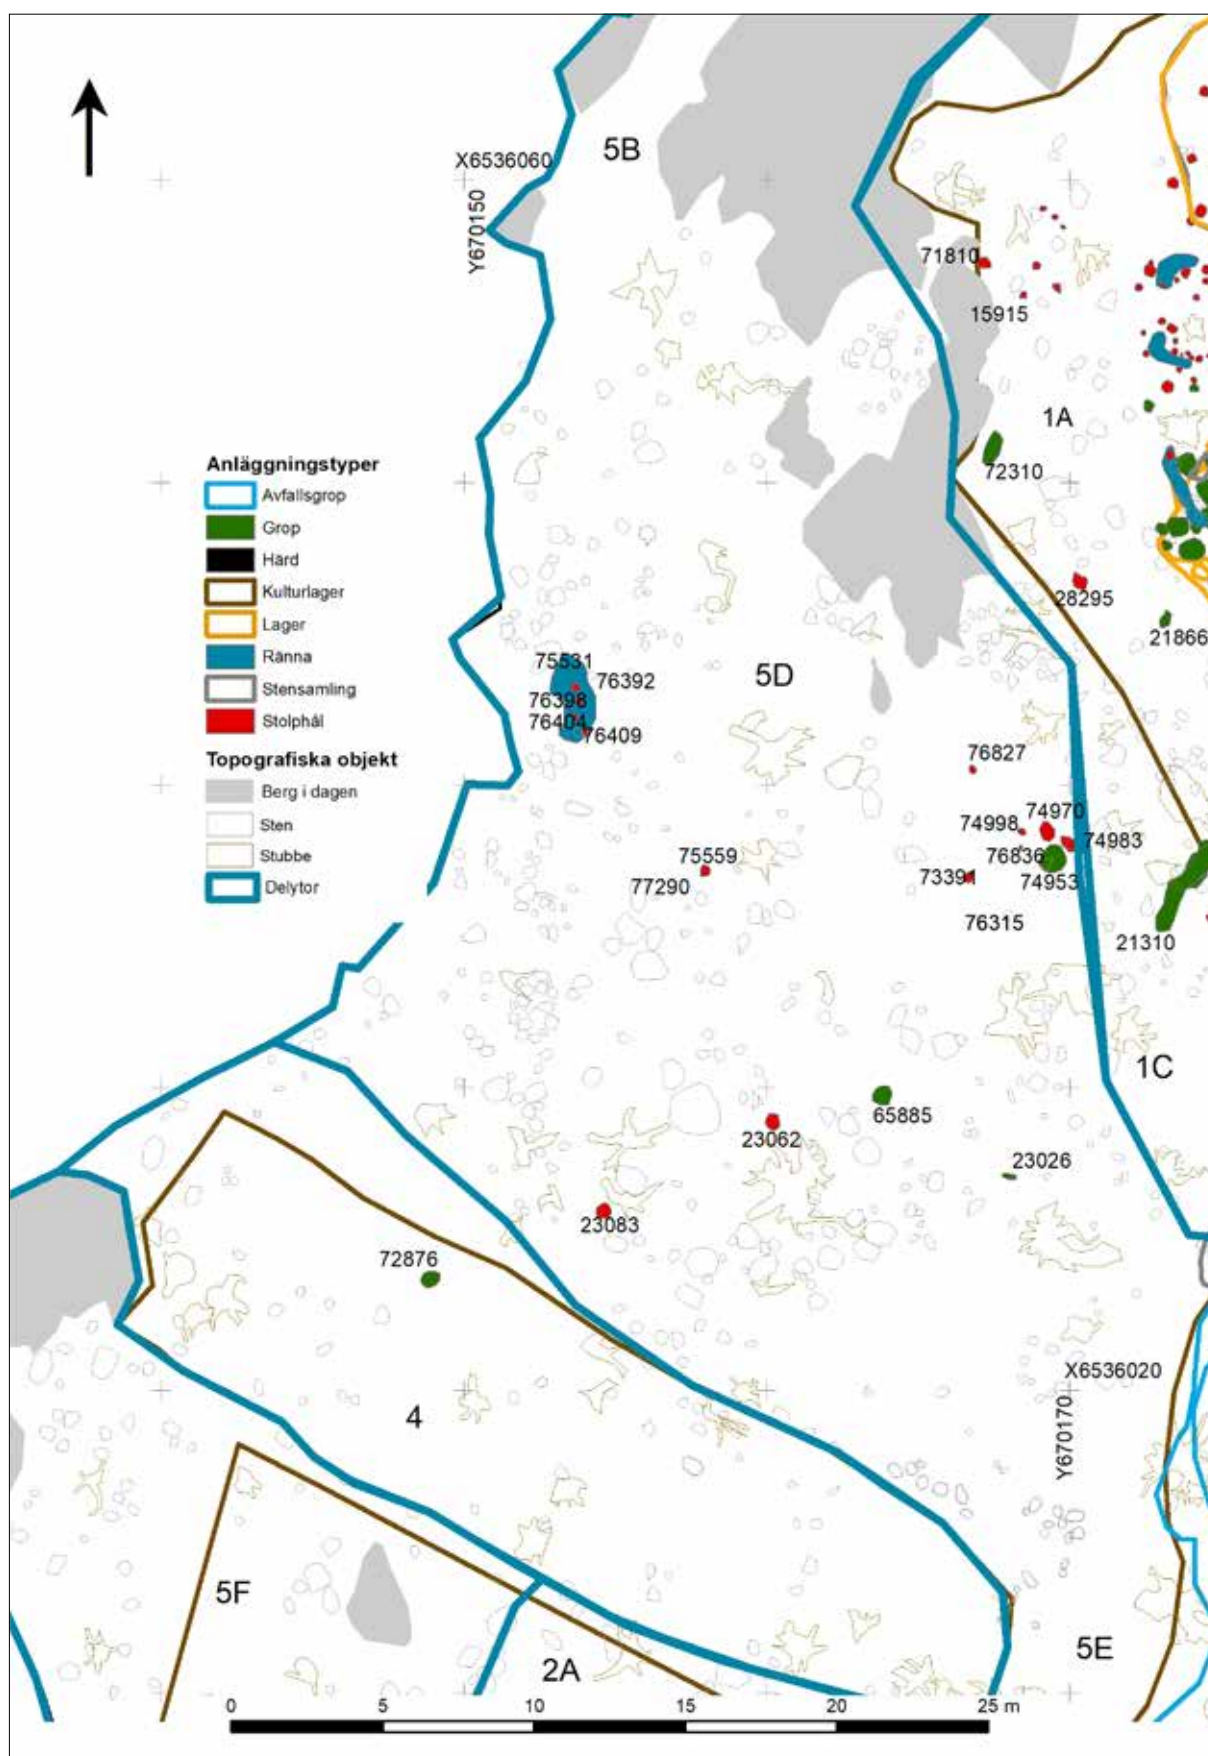 5B
X6536060
Y670150
71810
15915
1A
72310
Anläggningstyper
Avfallsgrop
Grop
Härd
Kulturlager
Lager
Ränna
Stensamling
Stolphål
Topografiska objekt
Berg i dagen
Sten
Stubbe
Delytor
28295
21866
75531
76392
76398
76404
76409
5D
76827
74970
74998
74983
76836
75559
77290
73391
74953
76315
21310
1C
65885
23062
23026
23083
72876
X6536020
Y670170
4
5F
2A
5E
0 5 10 15 20 25 m